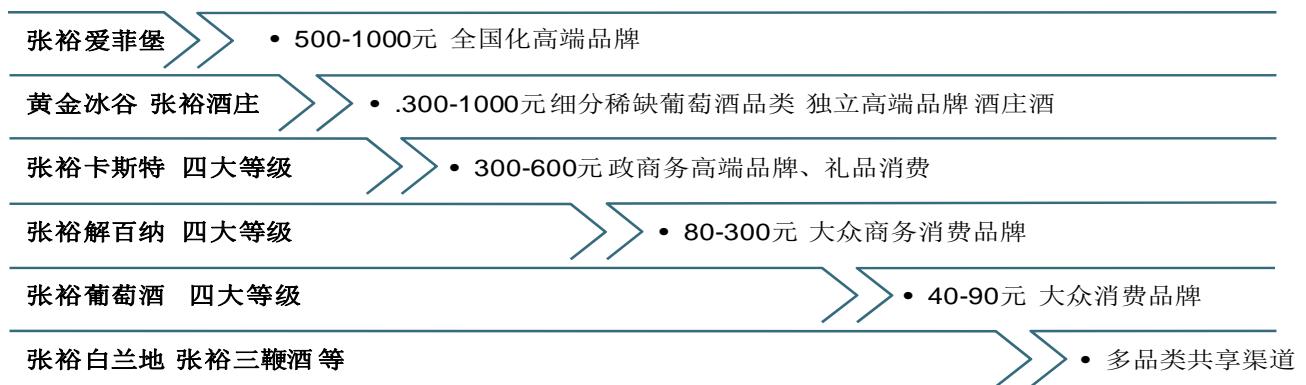 张裕爱菲堡 • 500-1000元 全国化高端品牌
黄金冰谷 张裕酒庄 • .300-1000元细分稀缺葡萄酒品类 独立高端品牌 酒庄酒
张裕卡斯特 四大等级 • 300-600元政商务高端品牌、礼品消费
张裕解百纳 四大等级 • 80-300元 大众商务消费品牌
张裕葡萄酒 四大等级 • 40-90元 大众消费品牌
张裕白兰地 张裕三鞭酒等 • 多品类共享渠道